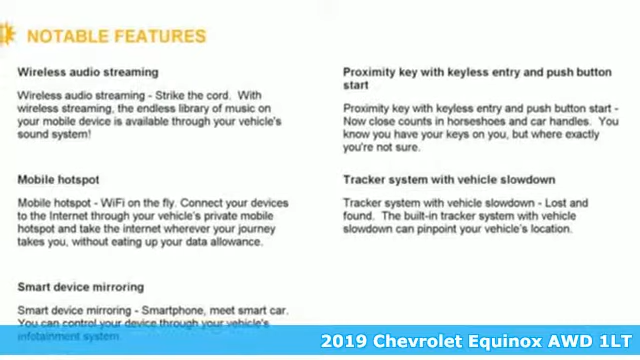 NOTABLE FEATURES
Wireless audio streaming
Wireless audio streaming - Strike the cord. With
wireless streaming, the endless library of music on
your mobile device is available through your vehicle's
sound system!
Mobile hotspot
Mobile hotspot - WiFi on the fly. Connect your devices
to the Internet through your vehicle's private mobile
hotspot and take the internet wherever your journey
takes you, without eating up your data allowance.
Smart device mirroring
Smart device mirroring - Smartphone, meet smart car.
You can control your device through your vehicle's
infotainment system.
Proximity key with keyless entry and push button
start
Proximity key with keyless entry and push button start -
Now close counts in horseshoes and car handles. You
know you have your keys on you, but where exactly
you're not sure.
Tracker system with vehicle slowdown
Tracker system with vehicle slowdown - Lost and
found. The built-in tracker system with vehicle
slowdown can pinpoint your vehicle's location.
2019 Chevrolet Equinox AWD 1LT